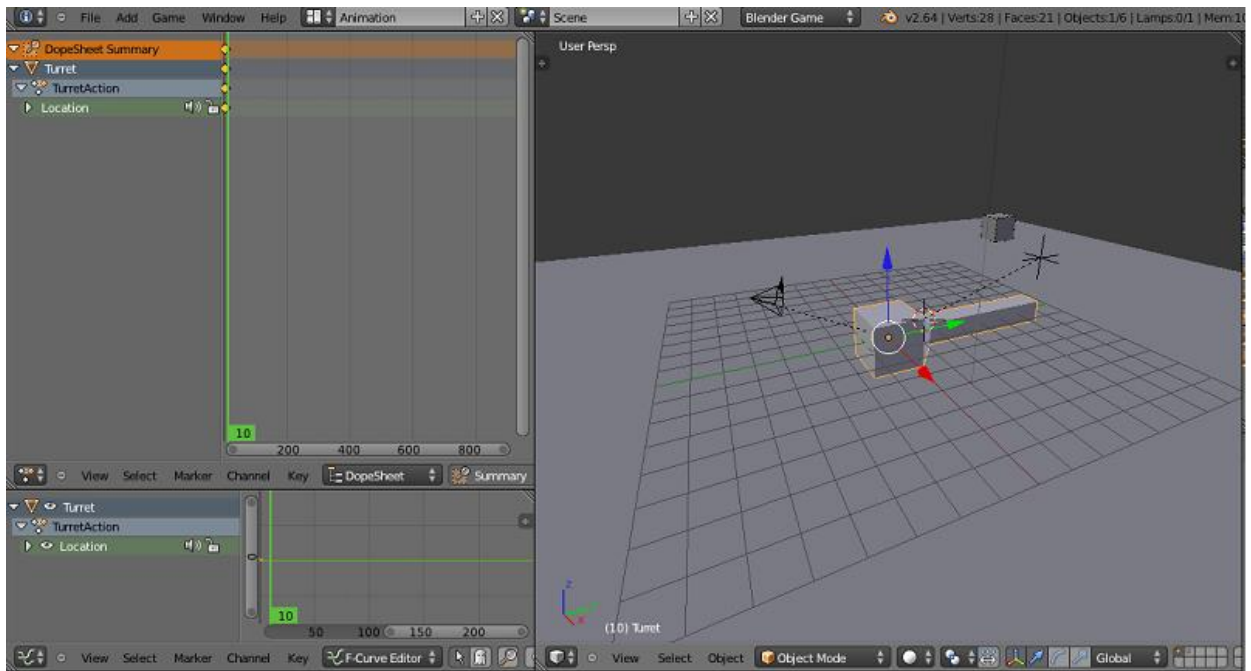 File Add Game Window Help Animation Scene Blender Game v2.64 | Verts:28 | Faces:21 | Objects:1/6 | Lamps:0/1 | Mem:1
DopeSheet Summary
Turret
TurretAction
Location
User Persp
10
200 400 600 800
View Select Marker Channel Key DopeSheet Summary
Turret
TurretAction
Location
10
50 100 150 200
z
x
(10) Turret
View Select Marker Channel Key F-Curve Editor
View Select Object Object Mode Global